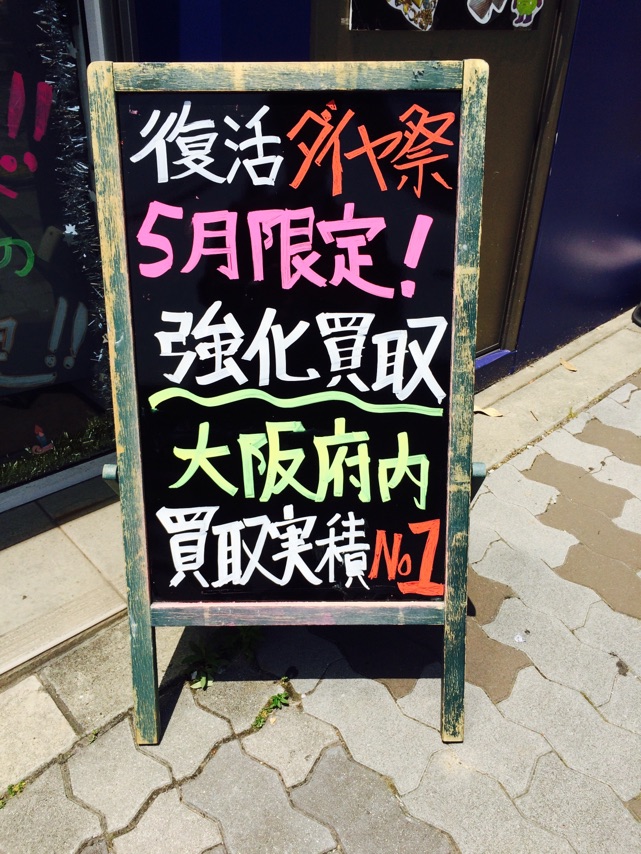 復活ダイヤ祭
5月限定!
強化買取
大阪府内
買取実積No1